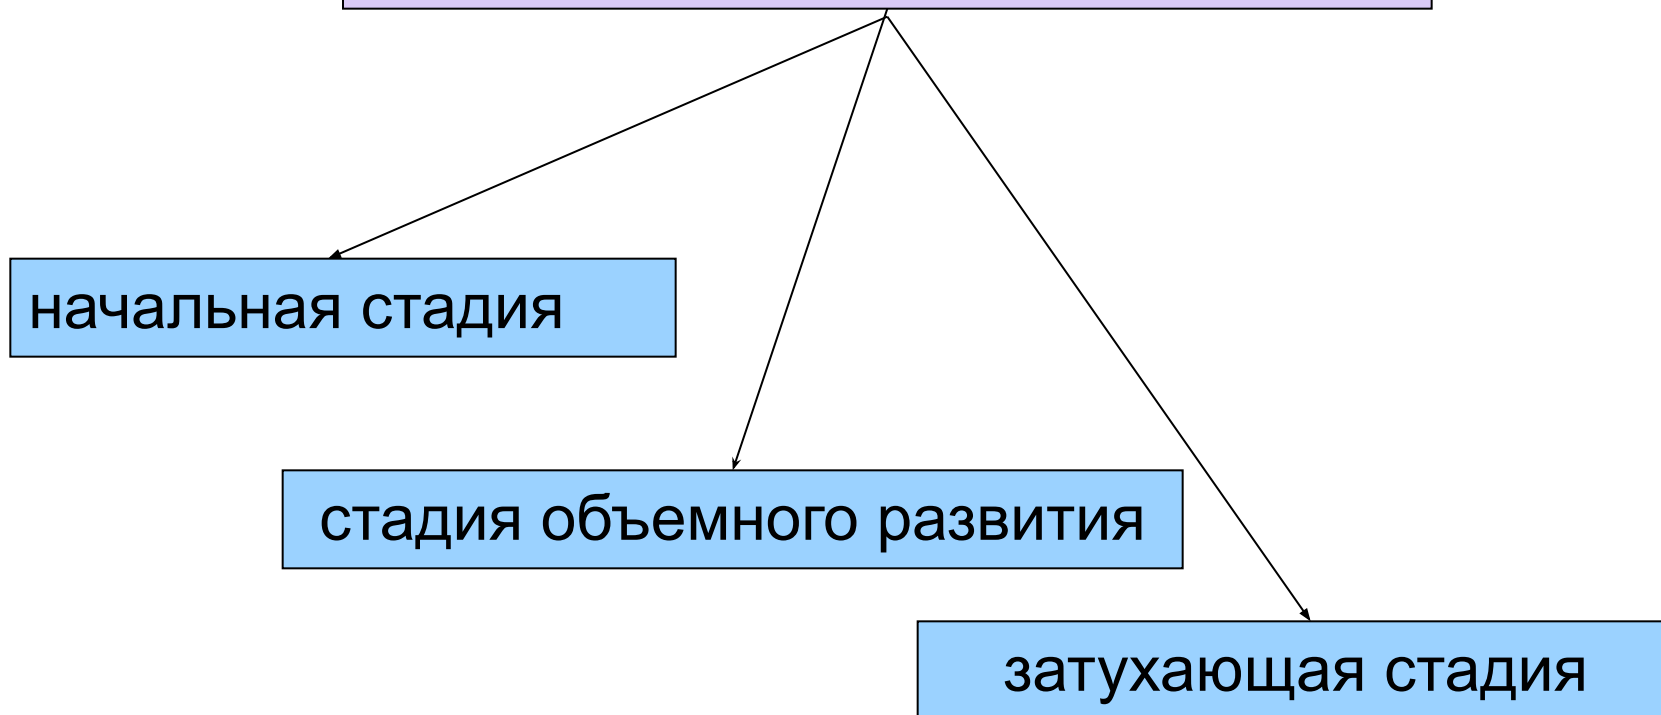 начальная стадия
стадия объемного развития
затухающая стадия